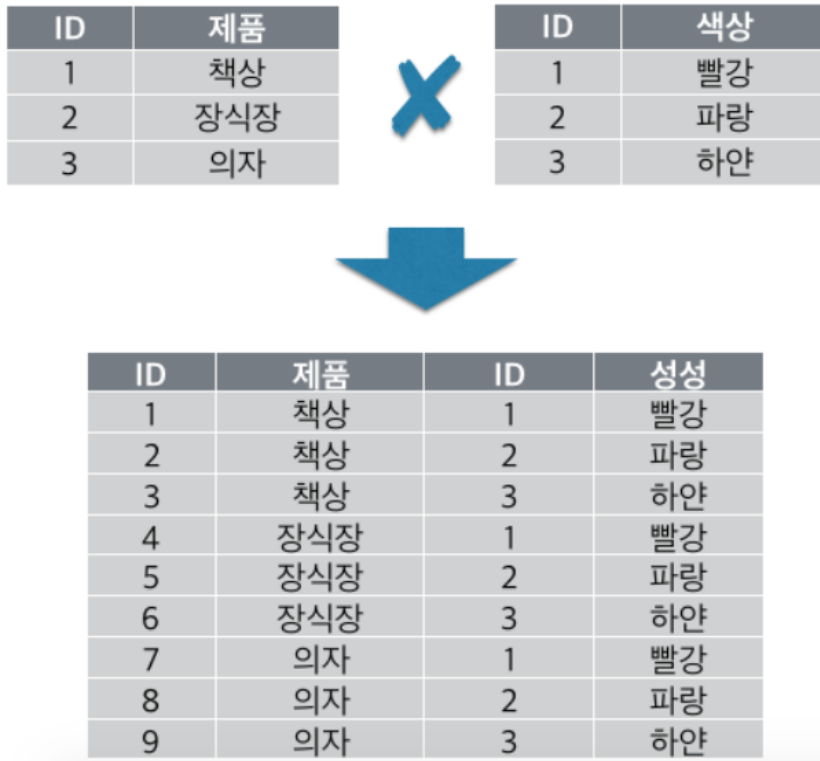 ID 제품
1 책상
2 장식장
3 의자
ID 색상
1 빨강
2 파랑
3 하얀
ID 제품 ID 성성
1 책상 1 빨강
2 책상 2 파랑
3 책상 3 하얀
4 장식장 1 빨강
5 장식장 2 파랑
6 장식장 3 하얀
7 의자 1 빨강
8 의자 2 파랑
9 의자 3 하얀